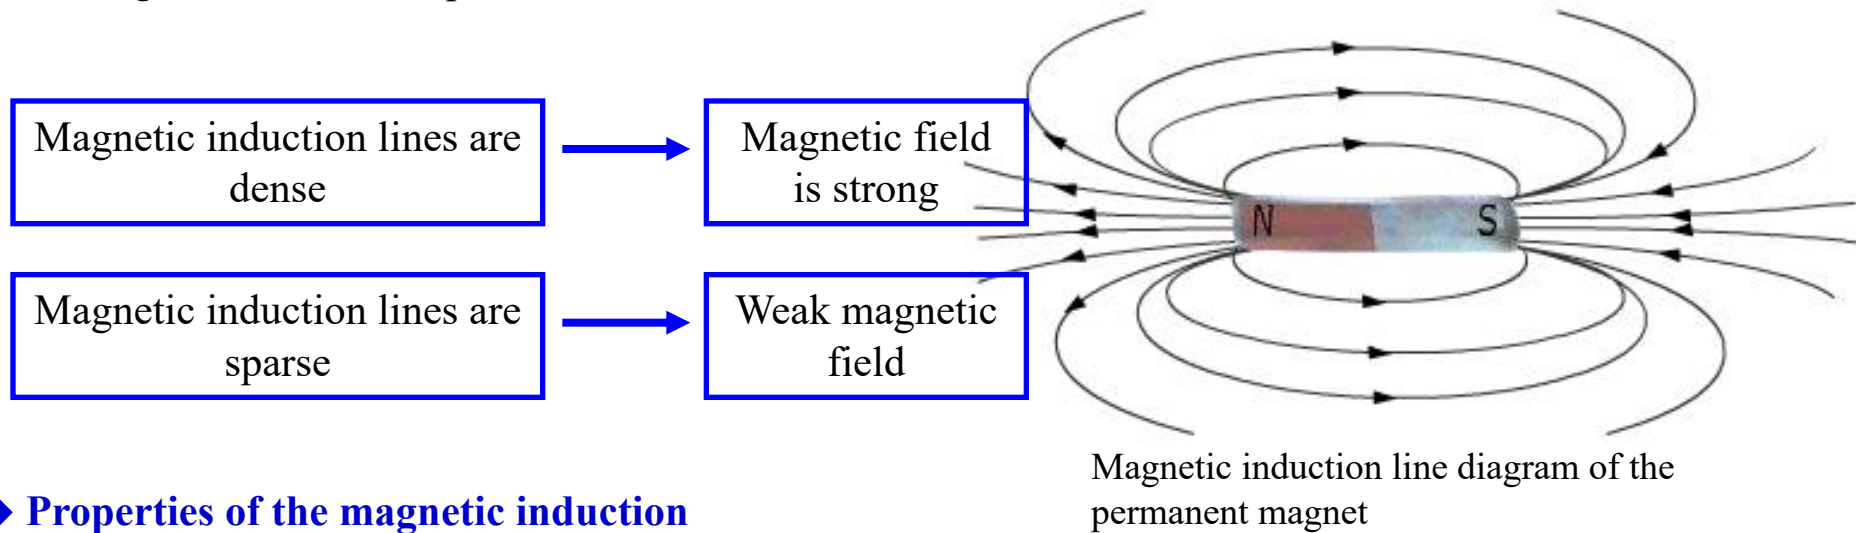 Magnetic induction lines are
dense
Magnetic field
is strong
N
S
Magnetic induction lines are
sparse
Weak magnetic
field
Magnetic induction line diagram of the
permanent magnet
Properties of the magnetic induction